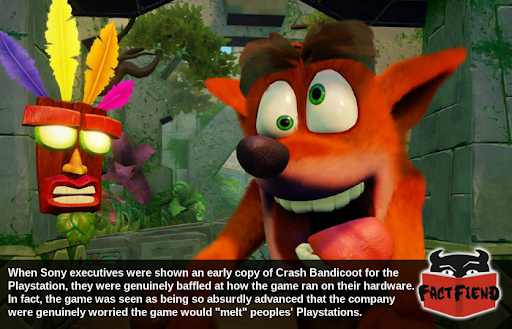 When Sony executives were shown an early copy of Crash Bandicoot for the
Playstation, they were genuinely baffled at how the game ran on their hardware.
In fact, the game was seen as being so absurdly advanced that the company
were genuinely worried the game would "melt" peoples' Playstations.
FACT FIEND